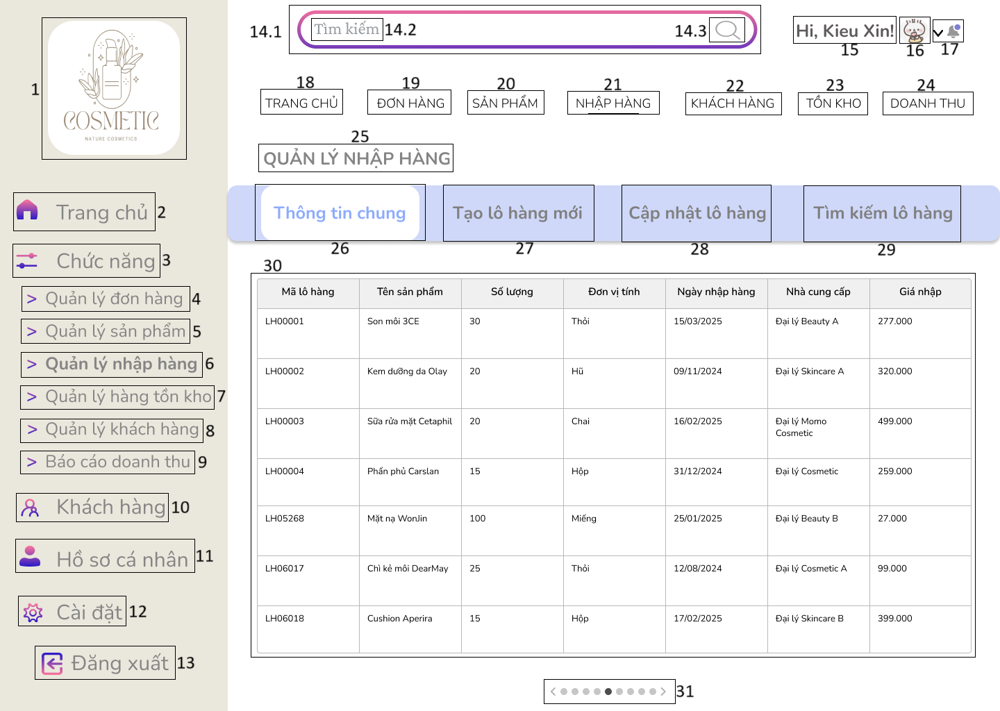 1
COSMETIC
NATURE COSMETICS
Trang chủ 2
Chức năng 3
> Quản lý đơn hàng 4
> Quản lý sản phẩm 5
> Quản lý nhập hàng 6
> Quản lý hàng tồn kho 7
> Quản lý khách hàng 8
> Báo cáo doanh thu 9
Khách hàng 10
Hồ sơ cá nhân 11
Cài đặt 12
Đăng xuất 13
14.1 Tìm kiếm 14.2 14.3
Hi, Kieu Xin!
15 16 17
18 19 20 21 22 23 24
TRANG CHỦ ĐƠN HÀNG SẢN PHẨM NHẬP HÀNG KHÁCH HÀNG TỒN KHO DOANH THU
25
QUẢN LÝ NHẬP HÀNG
Thông tin chung Tạo lô hàng mới Cập nhật lô hàng Tìm kiếm lô hàng
26 27 28 29
30
Mã lô hàng Tên sản phẩm Số lượng Đơn vị tính Ngày nhập hàng Nhà cung cấp Giá nhập
LH00001 Son môi 3CE 30 Thỏi 15/03/2025 Đại lý Beauty A 277.000
LH00002 Kem dưỡng da Olay 20 Hũ 09/11/2024 Đại lý Skincare A 320.000
LH00003 Sữa rửa mặt Cetaphil 20 Chai 16/02/2025 Đại lý Momo Cosmetic 499.000
LH00004 Phấn phủ Carslan 15 Hộp 31/12/2024 Đại lý Cosmetic 259.000
LH05268 Mặt nạ WonJin 100 Miếng 25/01/2025 Đại lý Beauty B 27.000
LH06017 Chì kẻ môi DearMay 25 Thỏi 12/08/2024 Đại lý Cosmetic A 99.000
LH06018 Cushion Aperira 15 Hộp 17/02/2025 Đại lý Skincare B 399.000
31